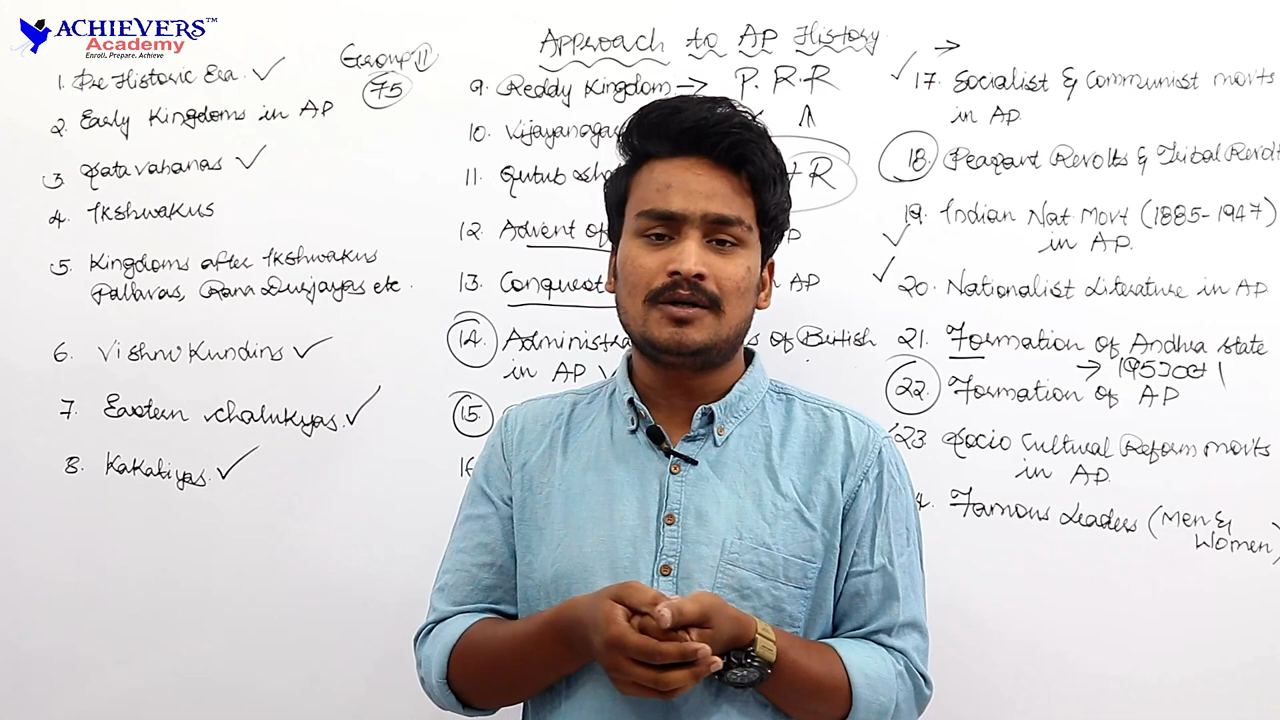 ACHIEVERS™
Academy
Enroll. Prepare. Achieve
Approach to AP History
Group II
75
1. Pre Historic Era ✓
2. Early Kingdoms in AP
3. Satavahanas ✓
4. Ikshwakus
5. Kingdoms after Ikshwakus
Pallavas, Durjayas etc.
6. Vishnu Kundins ✓
7. Eastern Chalukyas ✓
8. Kakatiyas ✓
9. Reddy Kingdom → P. R. R
10. Vijayanaga
11. Qutub Sha
R
12. Advent of
13. Conquest
AP
14. Administra s of British
in AP
15.
17. Socialist & Communist movts
in AP
18. Peasant Revolts & Tribal Revolt
19. Indian Nat. Movt (1885-1947)
in AP.
20. Nationalist Literature in AP
21. Formation of Andhra State
→ 1953 Oct 1
22. Formation of AP
23 Socio Cultural Reform movts
in AP.
4. Famous Leaders (Men &
Women)